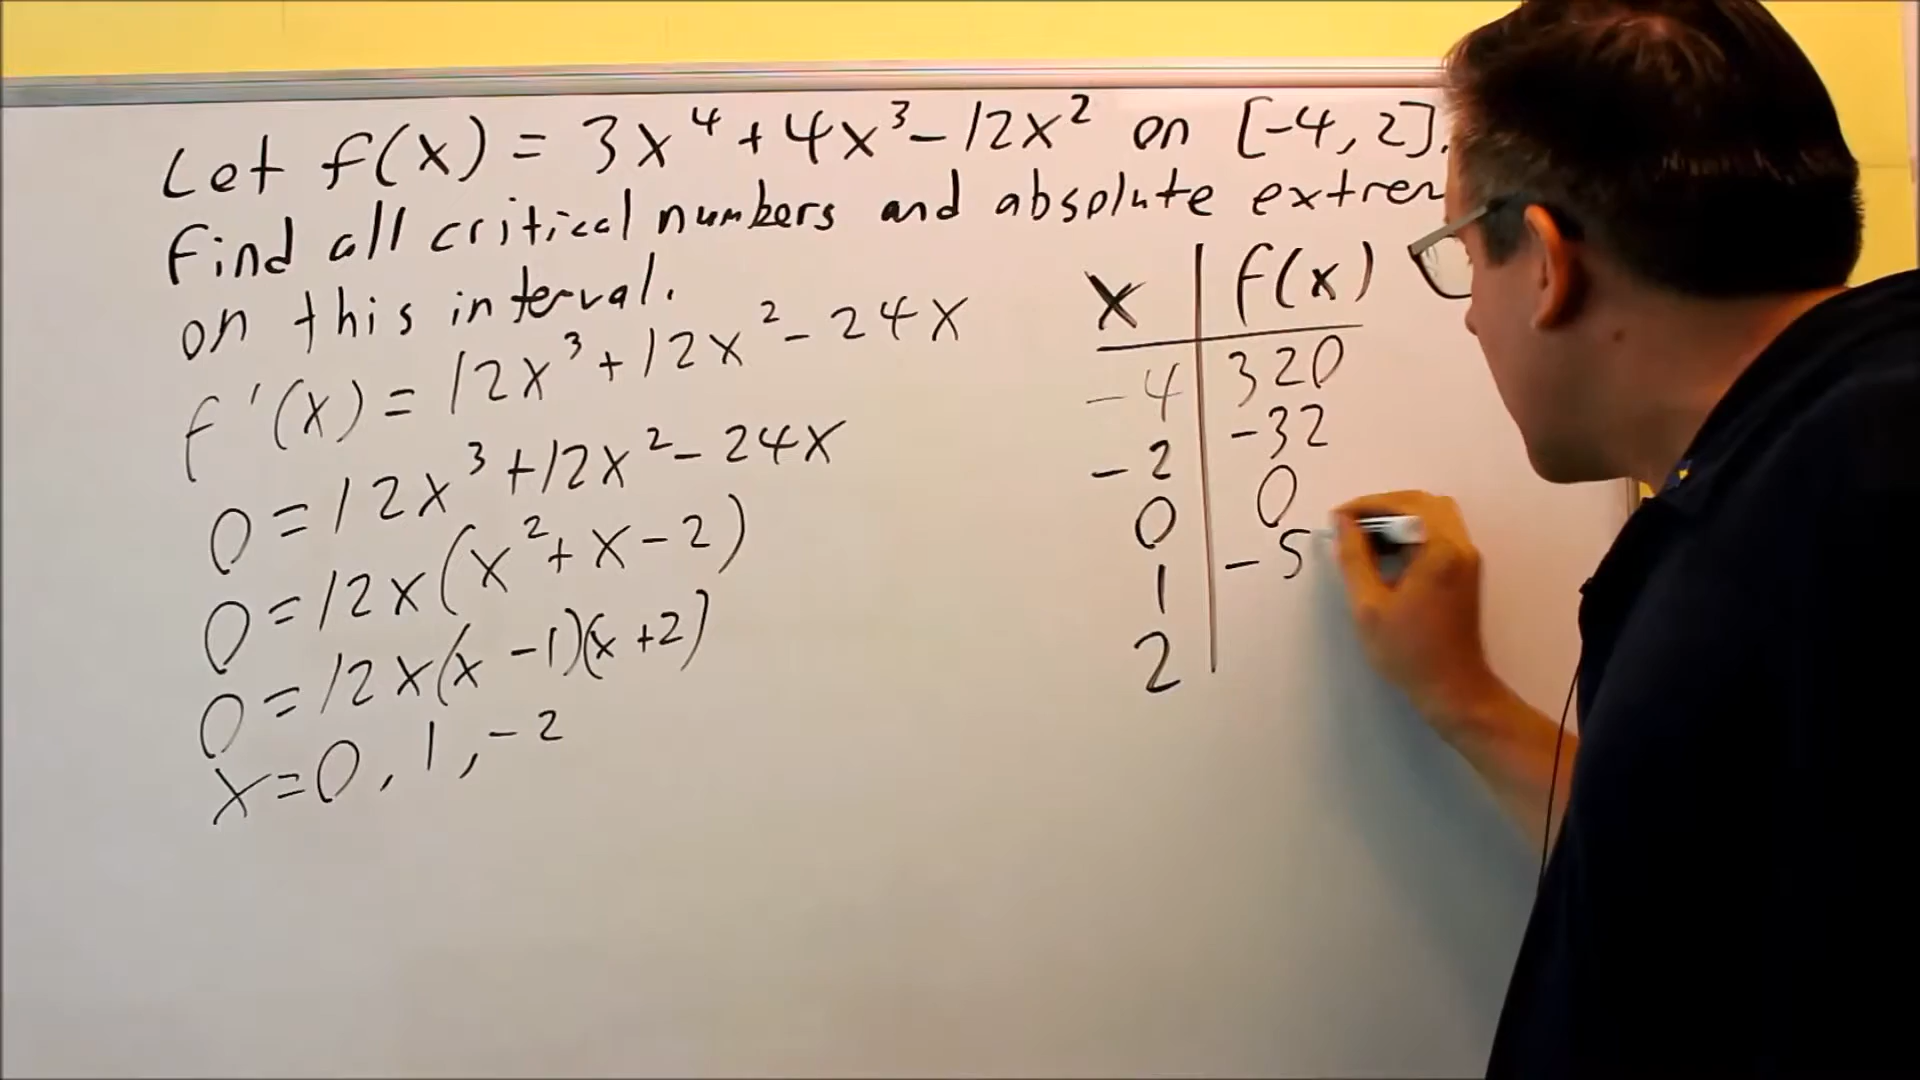 Let f(x) = 3x⁴ + 4x³ - 12x² on [-4, 2].
Find all critical numbers and absolute
on this interval.
f'(x) = 12x³ + 12x² - 24x
0 = 12x³ + 12x² - 24x
0 = 12x(x² + x - 2)
0 = 12x(x - 1)(x + 2)
x = 0, 1, -2
x | f(x)
-4 | 320
-2 | -32
0 | 0
1 | -5
2 |